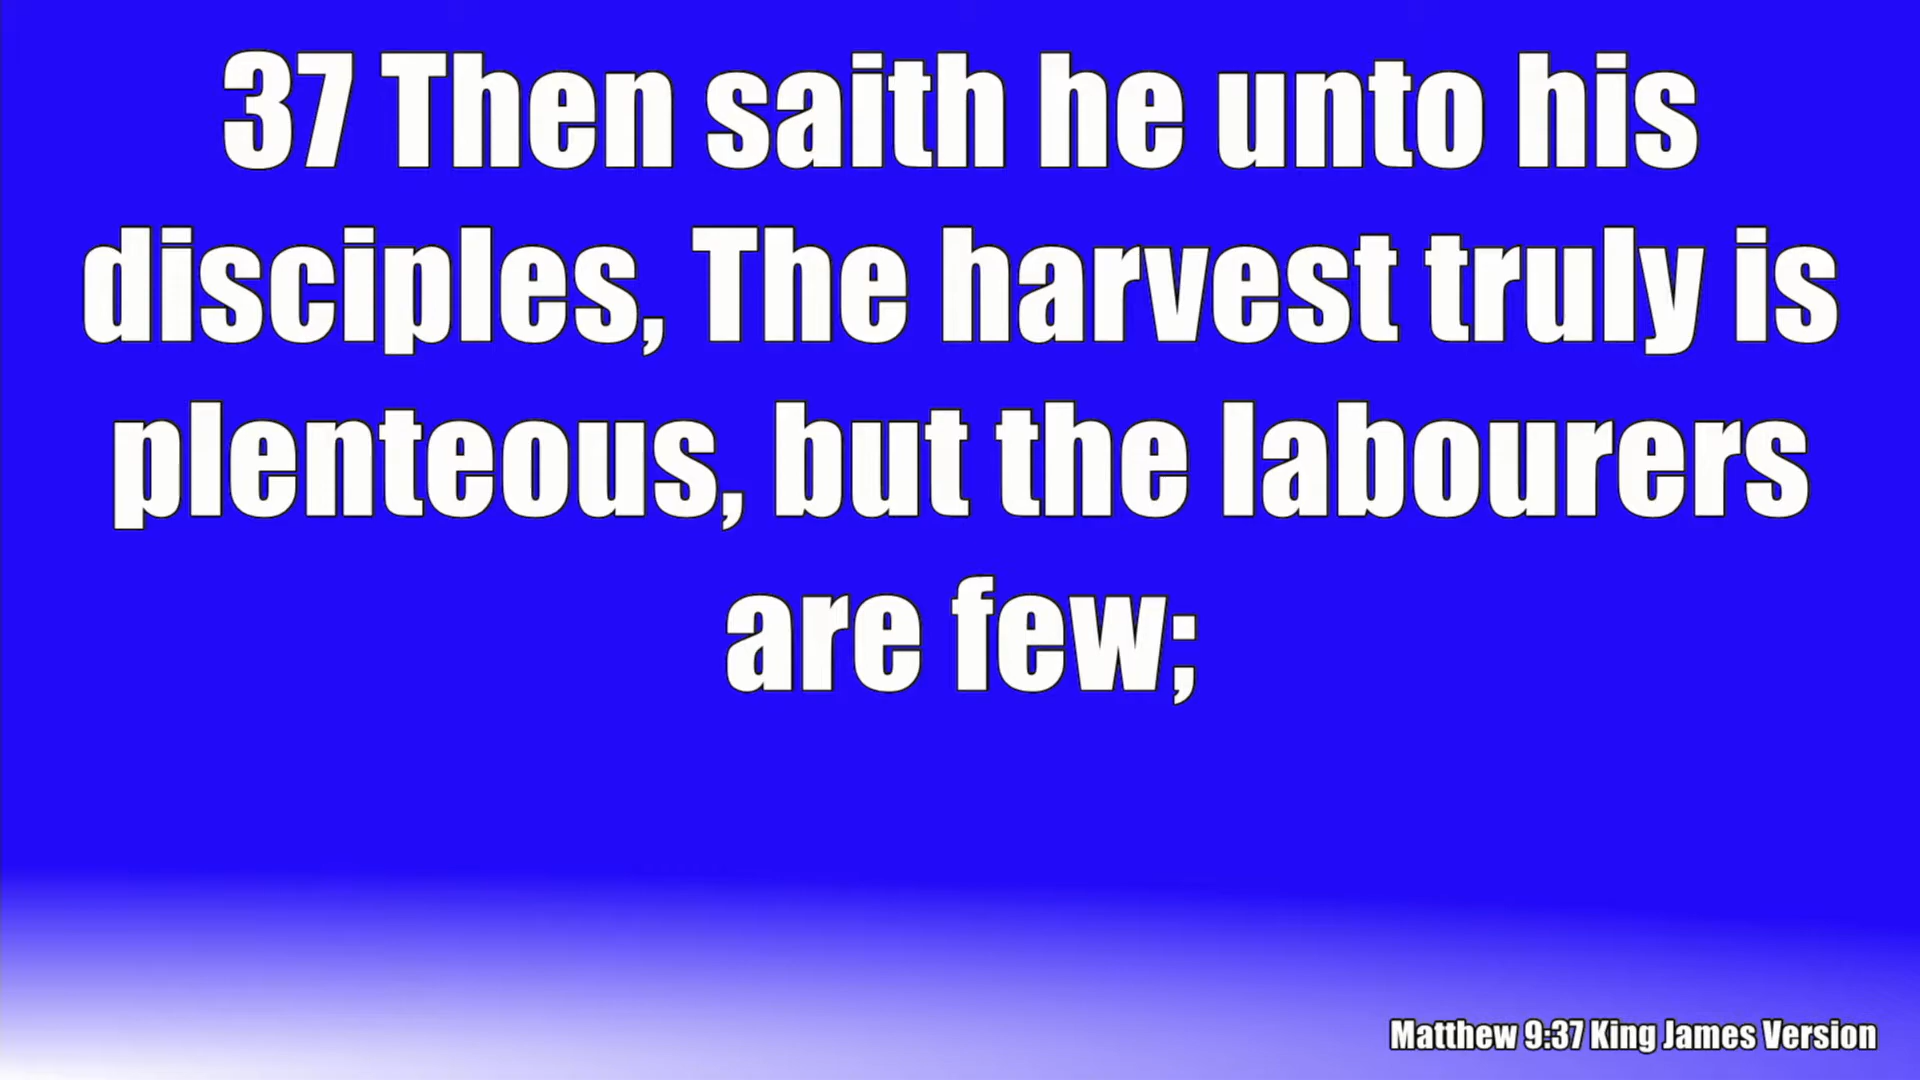 37 Then saith he unto his
disciples, The harvest truly is
plenteous, but the labourers
are few;
Matthew 9:37 King James Version